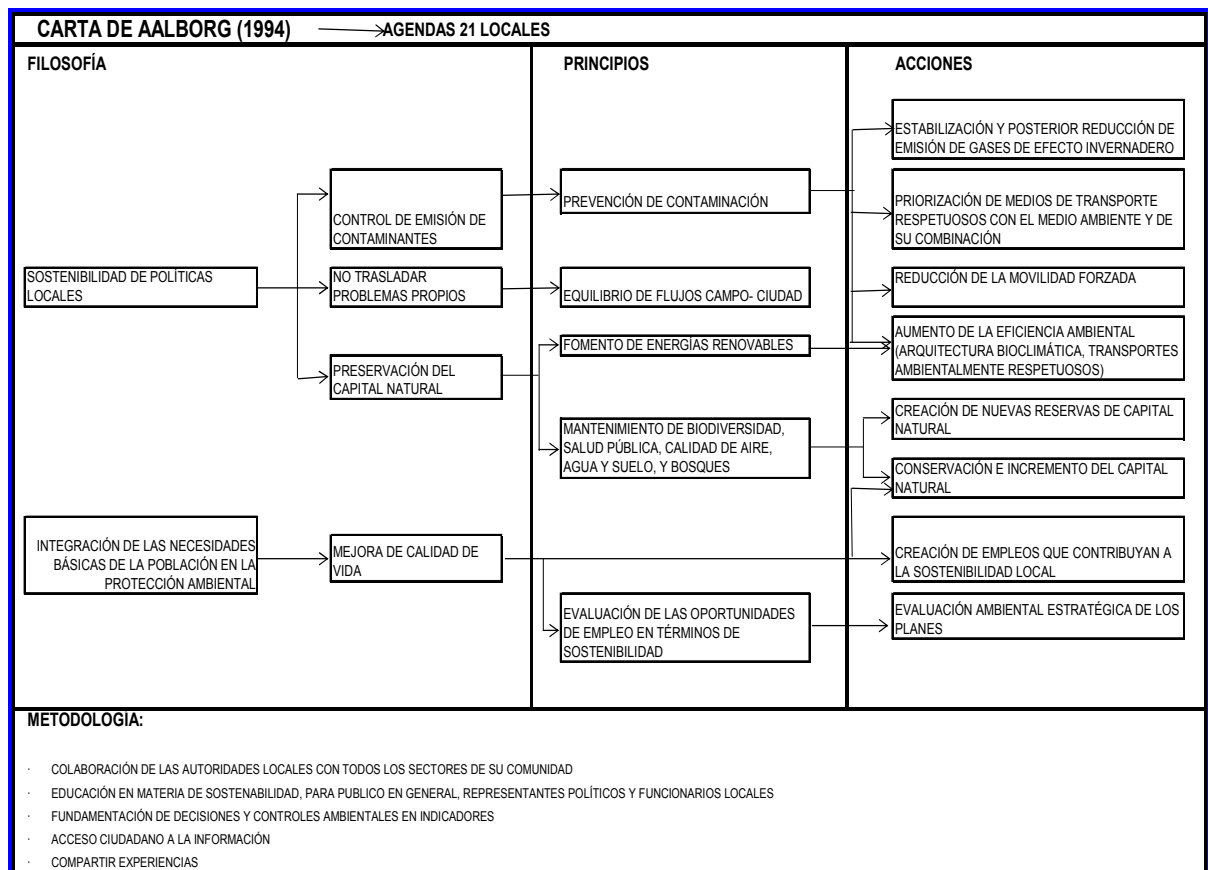 CARTA DE AALBORG (1994) AGENDAS 21 LOCALES
FILOSOFÍA
PRINCIPIOS
ACCIONES
SOSTENIBILIDAD DE POLÍTICAS
LOCALES
CONTROL DE EMISIÓN DE
CONTAMINANTES
NO TRASLADAR
PROBLEMAS PROPIOS
PRESERVACIÓN DEL
CAPITAL NATURAL
INTEGRACIÓN DE LAS NECESIDADES
BÁSICAS DE LA POBLACIÓN EN LA
PROTECCIÓN AMBIENTAL
MEJORA DE CALIDAD DE
VIDA
PREVENCIÓN DE CONTAMINACIÓN
EQUILIBRIO DE FLUJOS CAMPO- CIUDAD
FOMENTO DE ENERGÍAS RENOVABLES
MANTENIMIENTO DE BIODIVERSIDAD,
SALUD PÚBLICA, CALIDAD DE AIRE,
AGUA Y SUELO, Y BOSQUES
EVALUACIÓN DE LAS OPORTUNIDADES
DE EMPLEO EN TÉRMINOS DE
SOSTENIBILIDAD
ESTABILIZACIÓN Y POSTERIOR REDUCCIÓN DE
EMISIÓN DE GASES DE EFECTO INVERNADERO
PRIORIZACIÓN DE MEDIOS DE TRANSPORTE
RESPETUOSOS CON EL MEDIO AMBIENTE Y DE
SU COMBINACIÓN
REDUCCIÓN DE LA MOVILIDAD FORZADA
AUMENTO DE LA EFICIENCIA AMBIENTAL
(ARQUITECTURA BIOCLIMÁTICA, TRANSPORTES
AMBIENTALMENTE RESPETUOSOS)
CREACIÓN DE NUEVAS RESERVAS DE CAPITAL
NATURAL
CONSERVACIÓN E INCREMENTO DEL CAPITAL
NATURAL
CREACIÓN DE EMPLEOS QUE CONTRIBUYAN A
LA SOSTENIBILIDAD LOCAL
EVALUACIÓN AMBIENTAL ESTRATÉGICA DE LOS
PLANES
METODOLOGÍA:
· COLABORACIÓN DE LAS AUTORIDADES LOCALES CON TODOS LOS SECTORES DE SU COMUNIDAD
· EDUCACIÓN EN MATERIA DE SOSTENABILIDAD, PARA PUBLICO EN GENERAL, REPRESENTANTES POLÍTICOS Y FUNCIONARIOS LOCALES
· FUNDAMENTACIÓN DE DECISIONES Y CONTROLES AMBIENTALES EN INDICADORES
· ACCESO CIUDADANO A LA INFORMACIÓN
· COMPARTIR EXPERIENCIAS